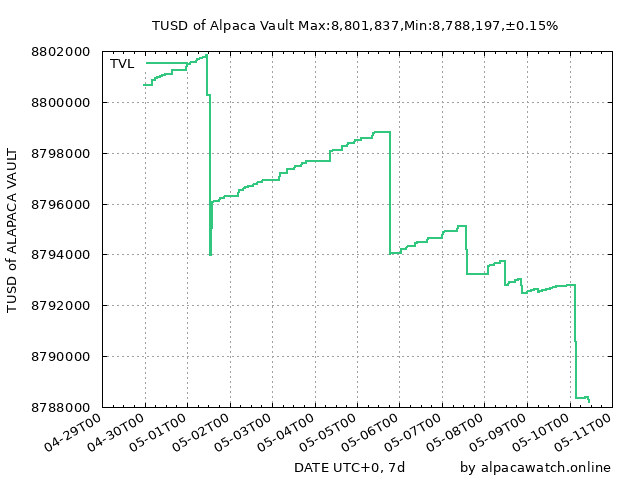 TUSD of Alpaca Vault Max:8,801,837,Min:8,788,197,±0.15%
8802000
TVL
8800000
8798000
8796000
8794000
8792000
8790000
8788000
TUSD of ALAPACA VAULT
04-29T00 04-30T00 05-01T00 05-02T00 05-03T00 05-04T00 05-05T00 05-06T00 05-07T00 05-08T00 05-09T00 05-10T00 05-11T00
DATE UTC+0, 7d by alpacawatch.online